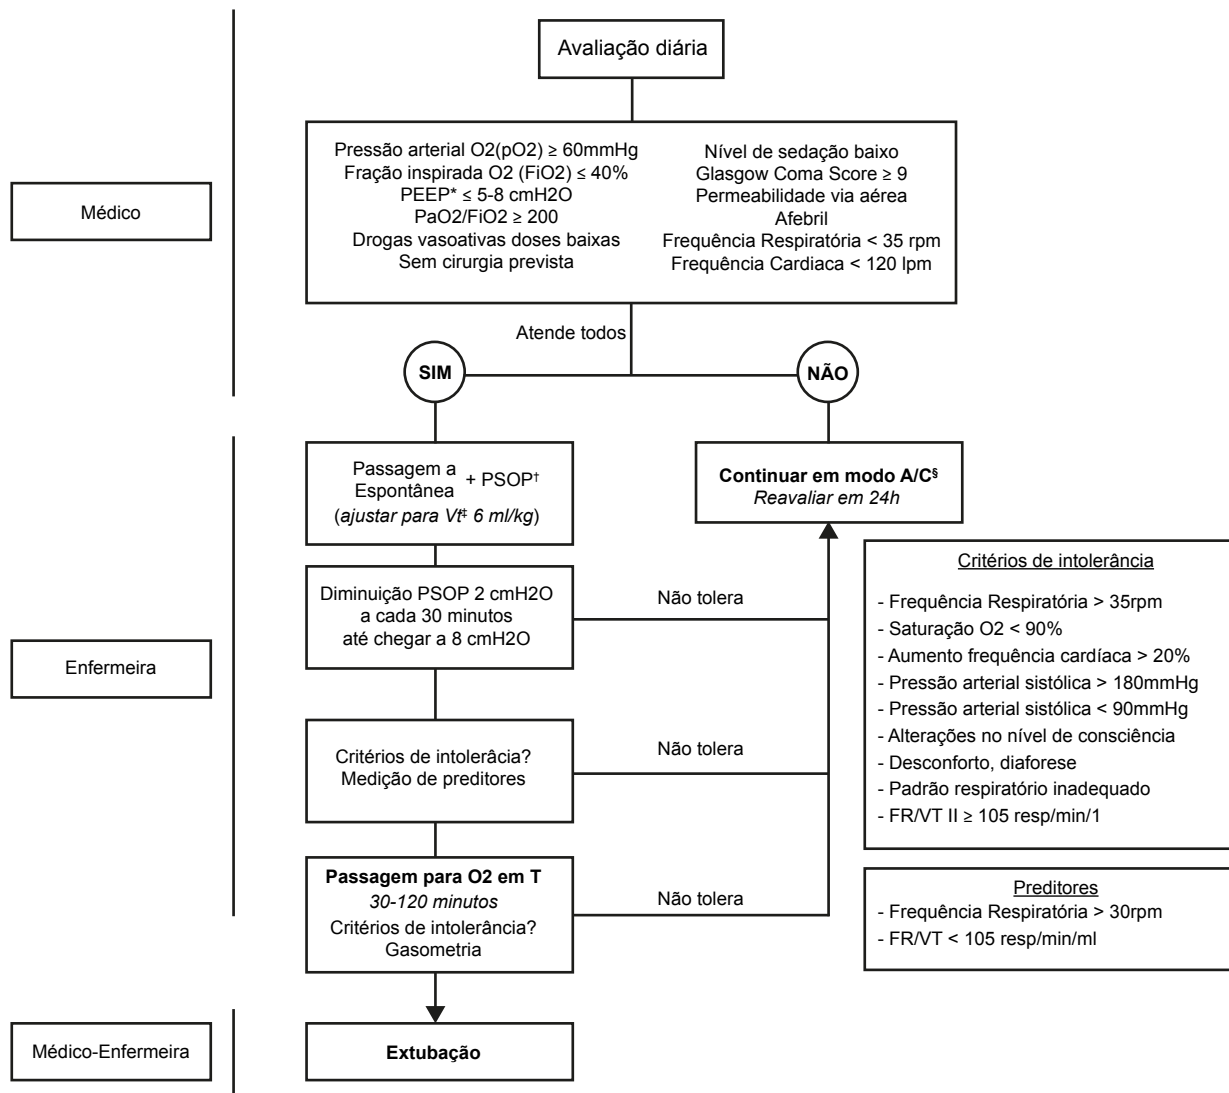 Avaliação diária
Médico
Pressão arterial O2(pO2) ≥ 60mmHg
Fração inspirada O2 (FiO2) ≤ 40%
PEEP* ≤ 5-8 cmH2O
PaO2/FiO2 ≥ 200
Drogas vasoativas doses baixas
Sem cirurgia prevista
Nível de sedação baixo
Glasgow Coma Score ≥ 9
Permeabilidade via aérea
Afebril
Frequência Respiratória < 35 rpm
Frequência Cardiaca < 120 lpm
Atende todos
SIM
NÃO
Enfermeira
Passagem a
Espontânea + PSOP†
(ajustar para Vt‡ 6 ml/kg)
Continuar em modo A/C§
Reavaliar em 24h
Diminuição PSOP 2 cmH2O
a cada 30 minutos
até chegar a 8 cmH2O
Não tolera
Critérios de intolerâcia?
Medição de preditores
Não tolera
Passagem para O2 em T
30-120 minutos
Critérios de intolerância?
Gasometria
Não tolera
Critérios de intolerância
- Frequência Respiratória > 35rpm
- Saturação O2 < 90%
- Aumento frequência cardíaca > 20%
- Pressão arterial sistólica > 180mmHg
- Pressão arterial sistólica < 90mmHg
- Alterações no nível de consciência
- Desconforto, diaforese
- Padrão respiratório inadequado
- FR/VT II ≥ 105 resp/min/1
Preditores
- Frequência Respiratória > 30rpm
- FR/VT < 105 resp/min/ml
Médico-Enfermeira
Extubação